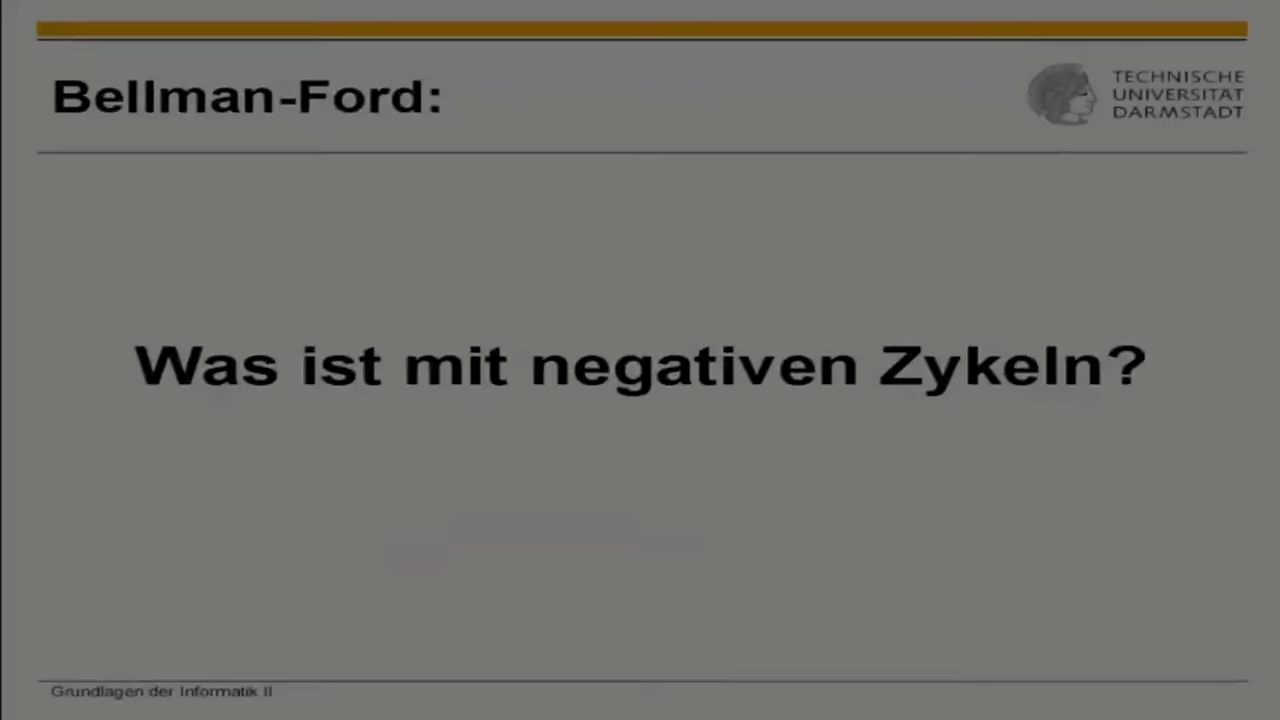 Bellman-Ford:
TECHNISCHE
UNIVERSITÄT
DARMSTADT
Was ist mit negativen Zykeln?
Grundlagen der Informatik II